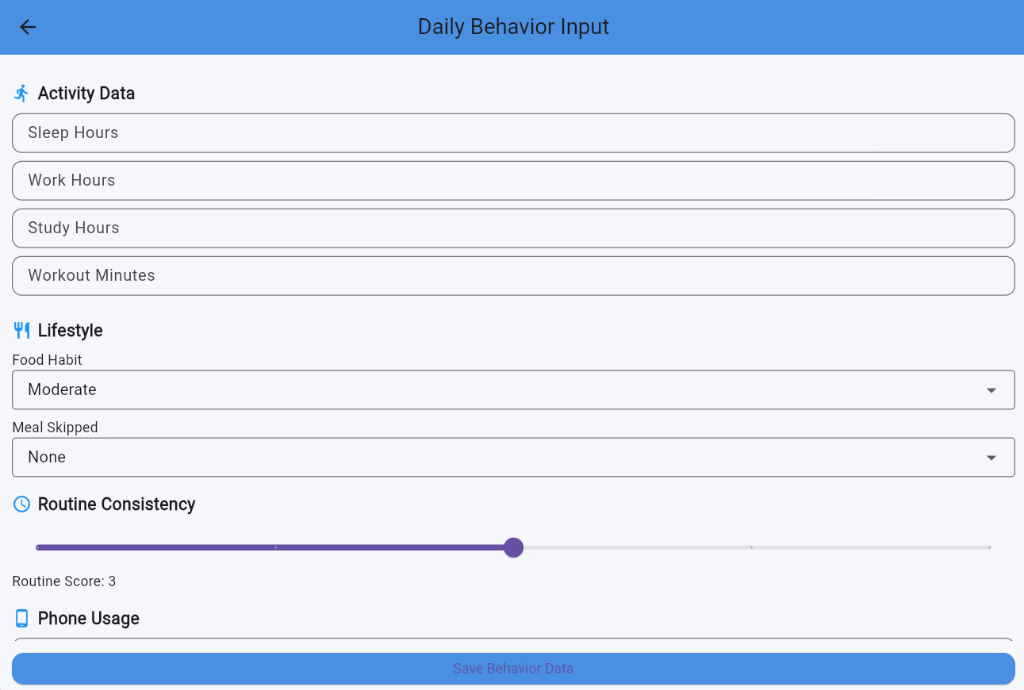 Daily Behavior Input
Activity Data
Sleep Hours
Work Hours
Study Hours
Workout Minutes
Lifestyle
Food Habit
Moderate
Meal Skipped
None
Routine Consistency
Routine Score: 3
Phone Usage
Save Behavior Data